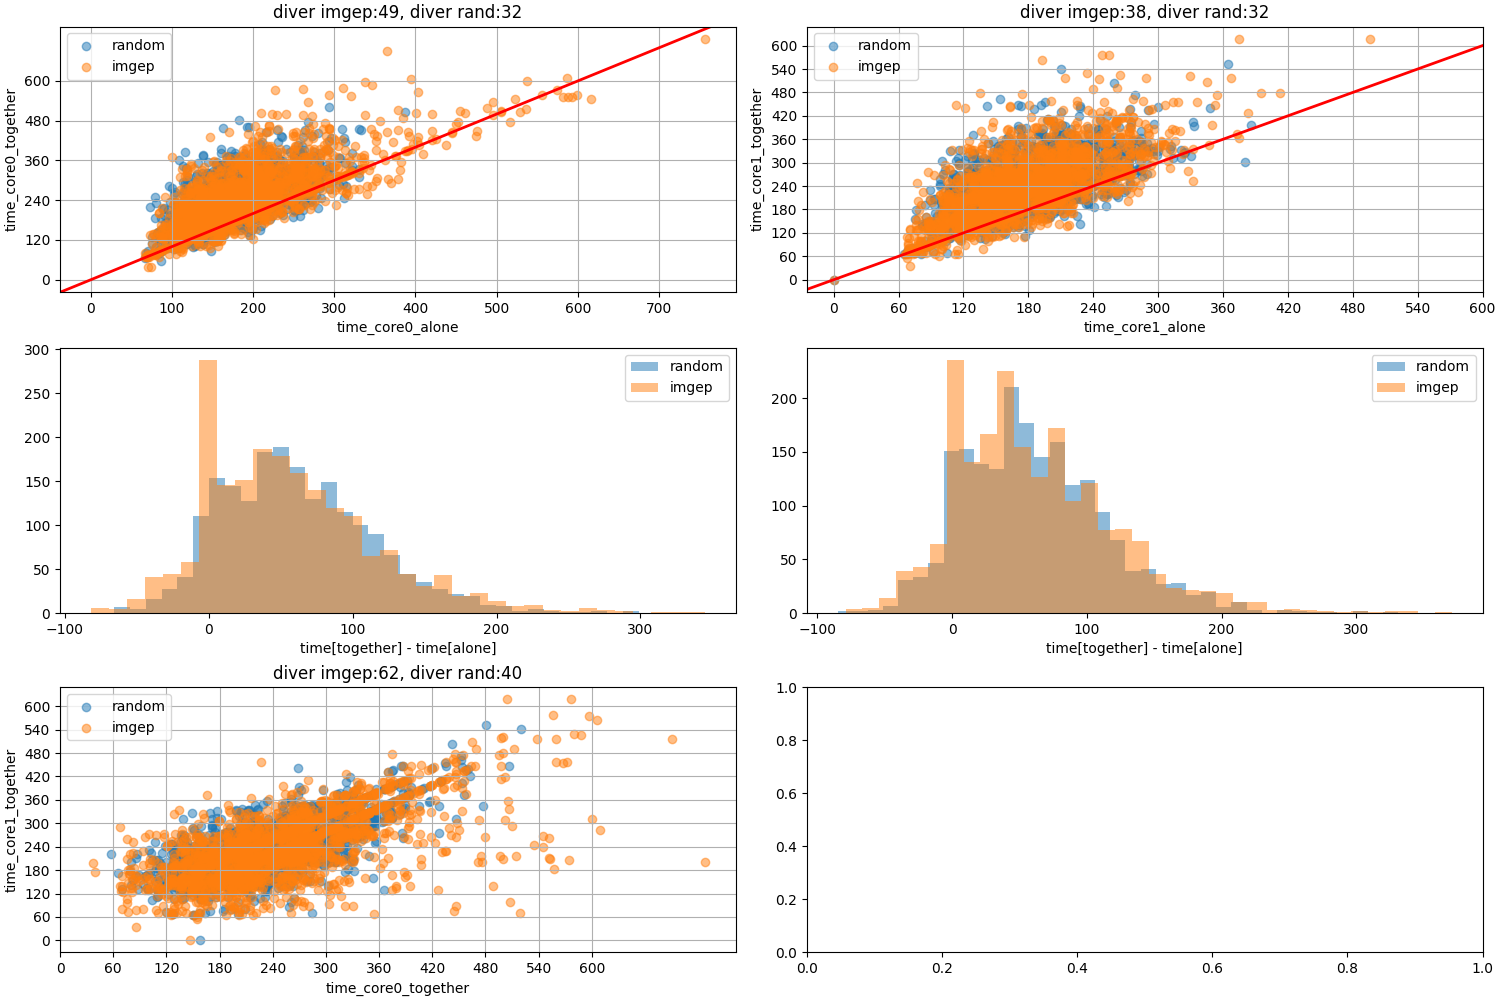 diver imgep:49, diver rand:32
random
imgep
time_core0_together
600
480
360
240
120
0
0 100 200 300 400 500 600 700
time_core0_alone
diver imgep:38, diver rand:32
random
imgep
time_core1_together
600
540
480
420
360
300
240
180
120
60
0
0 60 120 180 240 300 360 420 480 540 600
time_core1_alone
random
imgep
300
250
200
150
100
50
0
−100 0 100 200 300
time[together] - time[alone]
random
imgep
200
150
100
50
0
−100 0 100 200 300
time[together] - time[alone]
diver imgep:62, diver rand:40
random
imgep
time_core1_together
600
540
480
420
360
300
240
180
120
60
0
0 60 120 180 240 300 360 420 480 540 600
time_core0_together
1.0
0.8
0.6
0.4
0.2
0.0
0.0 0.2 0.4 0.6 0.8 1.0